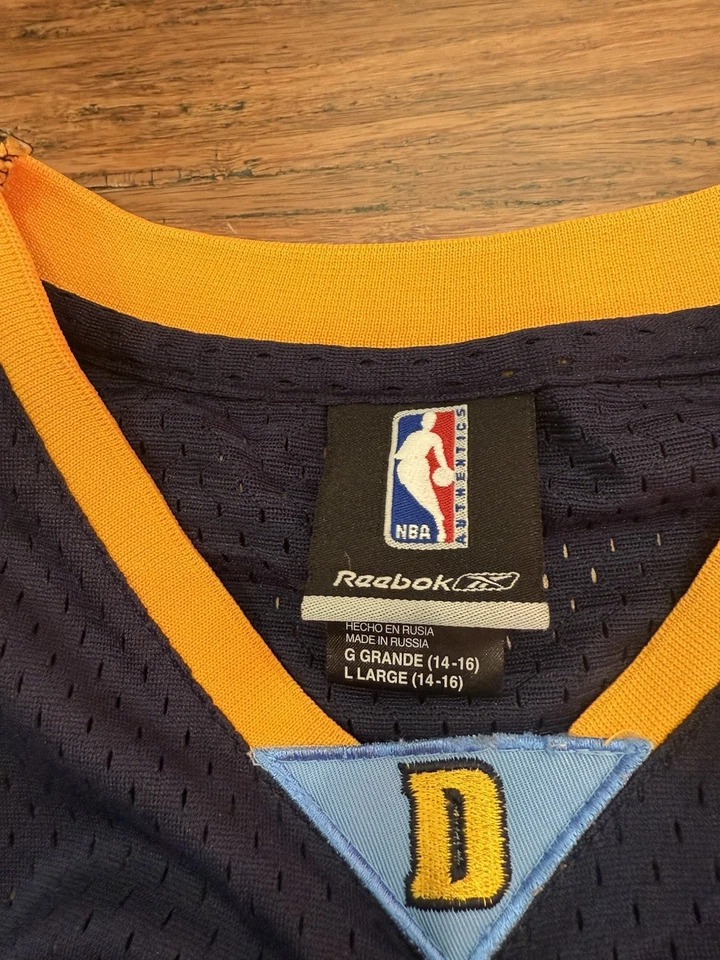 AUTHENTICS
NBA
Reebok
HECHO EN RUSIA
MADE IN RUSSIA
G GRANDE (14-16)
L LARGE (14-16)
D